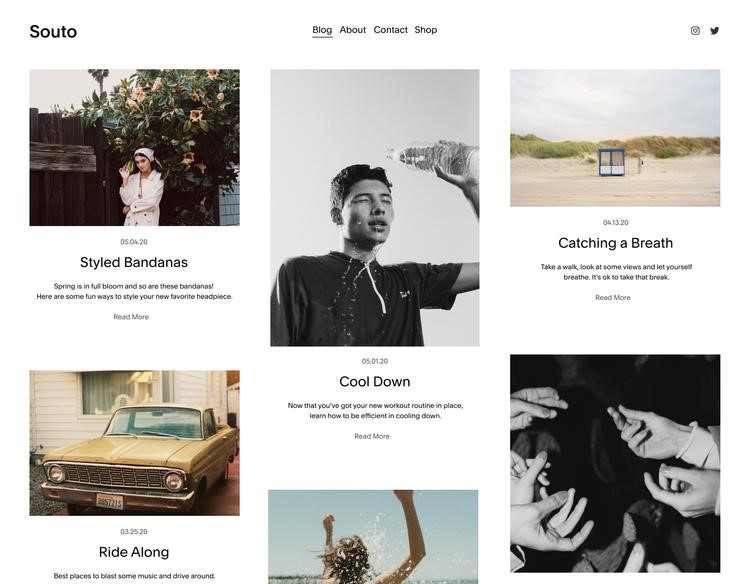 Souto
Blog About Contact Shop
05.04.20
Styled Bandanas
Spring is in full bloom and so are these bandanas!
Here are some fun ways to style your new favorite headpiece.
Read More
03.25.20
Ride Along
Best places to blast some music and drive around.
05.01.20
Cool Down
Now that you've got your new workout routine in place,
learn how to be efficient in cooling down.
Read More
04.13.20
Catching a Breath
Take a walk, look at some views and let yourself
breathe. It's ok to take that break.
Read More